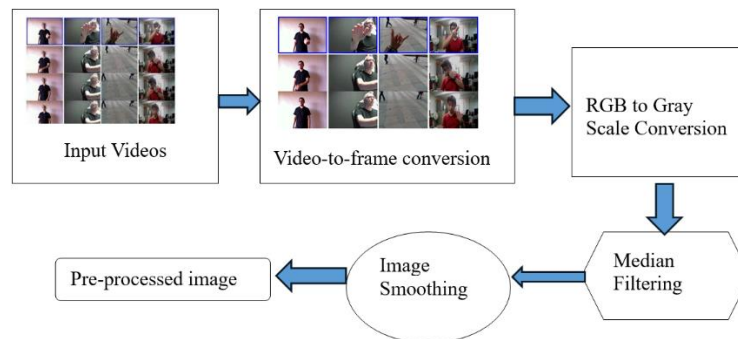 Input Videos
Video-to-frame conversion
RGB to Gray
Scale Conversion
Median
Filtering
Image
Smoothing
Pre-processed image